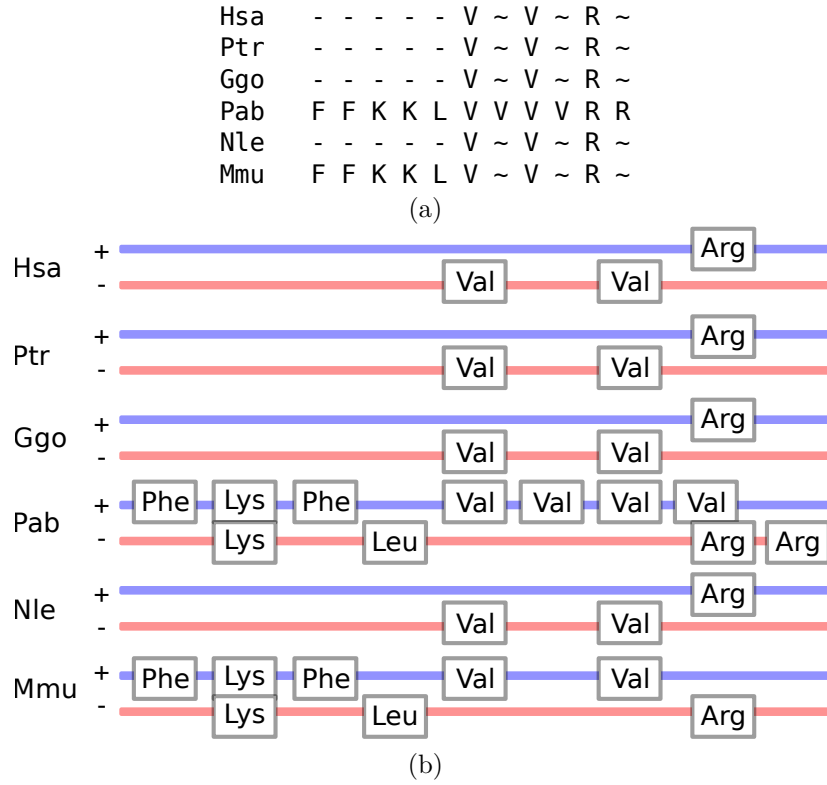 Hsa - - - - - V ~ V ~ R ~
Ptr - - - - - V ~ V ~ R ~
Ggo - - - - - V ~ V ~ R ~
Pab F F K K L V V V V R R
Nle - - - - - V ~ V ~ R ~
Mmu F F K K L V ~ V ~ R ~
(a)
Hsa
+ Arg
- Val Val
Ptr
+ Arg
- Val Val
Ggo
+ Arg
- Val Val
Pab
+ Phe Lys Phe Val Val Val Val
- Lys Leu Arg Arg
Nle
+ Arg
- Val Val
Mmu
+ Phe Lys Phe Val Val
- Lys Leu Arg
(b)